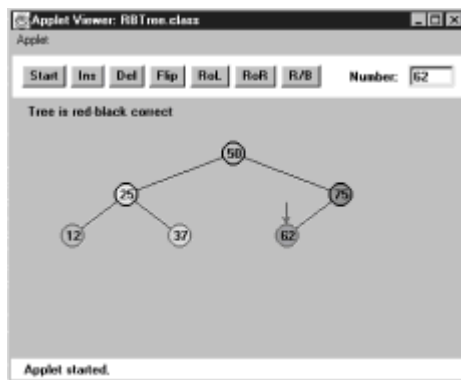 Applet Viewer: RBTree.class
Applet
Start Ins Del Flip RoL RoR R/B Number: 62
Tree is red-black correct
50
25 75
12 37 62
Applet started.